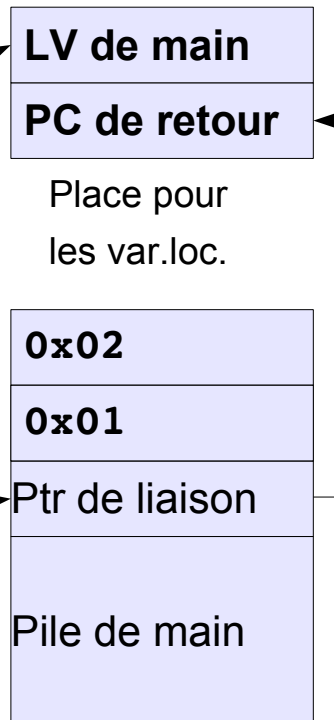 LV de main
PC de retour
Place pour
les var.loc.
0x02
0x01
Ptr de liaison
Pile de main